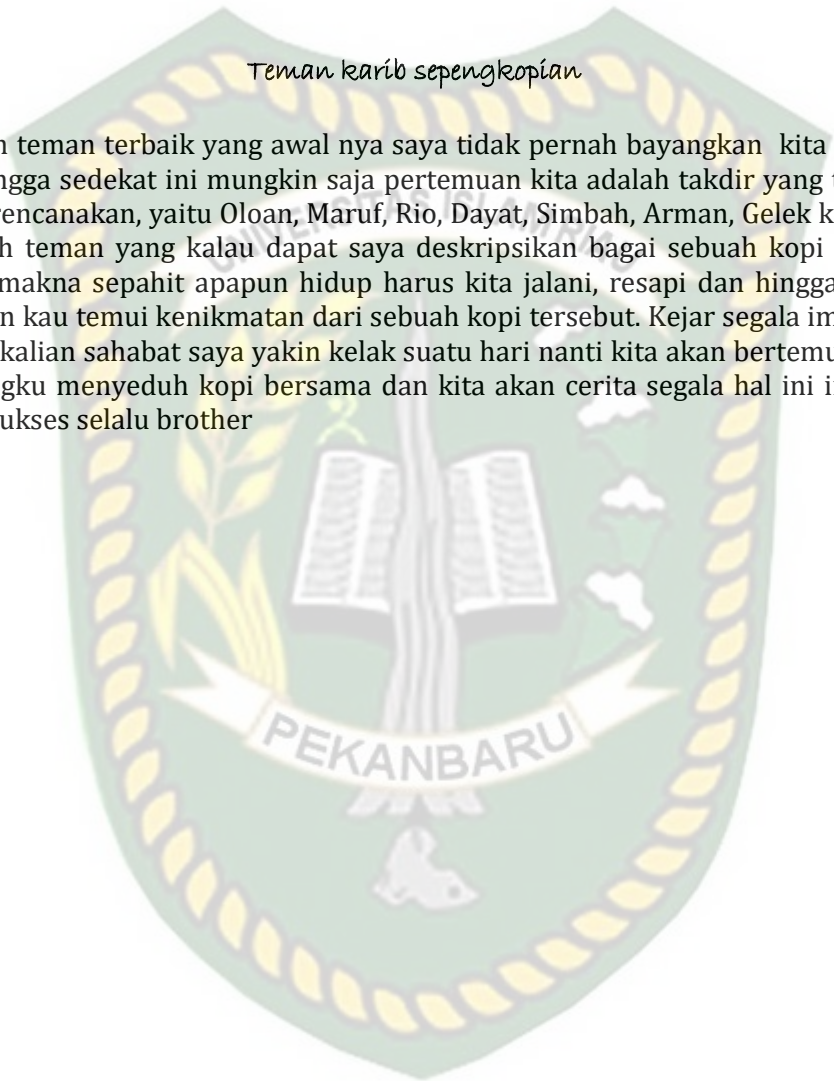 Teman karib sepengkopian
n teman terbaik yang awal nya saya tidak pernah bayangkan kita
ngga sedekat ini mungkin saja pertemuan kita adalah takdir yang t
encanakan, yaitu Oloan, Maruf, Rio, Dayat, Simbah, Arman, Gelek k
h teman yang kalau dapat saya deskripsikan bagai sebuah kopi
makna sepahit apapun hidup harus kita jalani, resapi dan hingga
n kau temui kenikmatan dari sebuah kopi tersebut. Kejar segala im
kalian sahabat saya yakin kelak suatu hari nanti kita akan bertemu
gku menyeduh kopi bersama dan kita akan cerita segala hal ini i
ukses selalu brother
UNIVERSITAS ISLAM RIAU
PEKANBARU